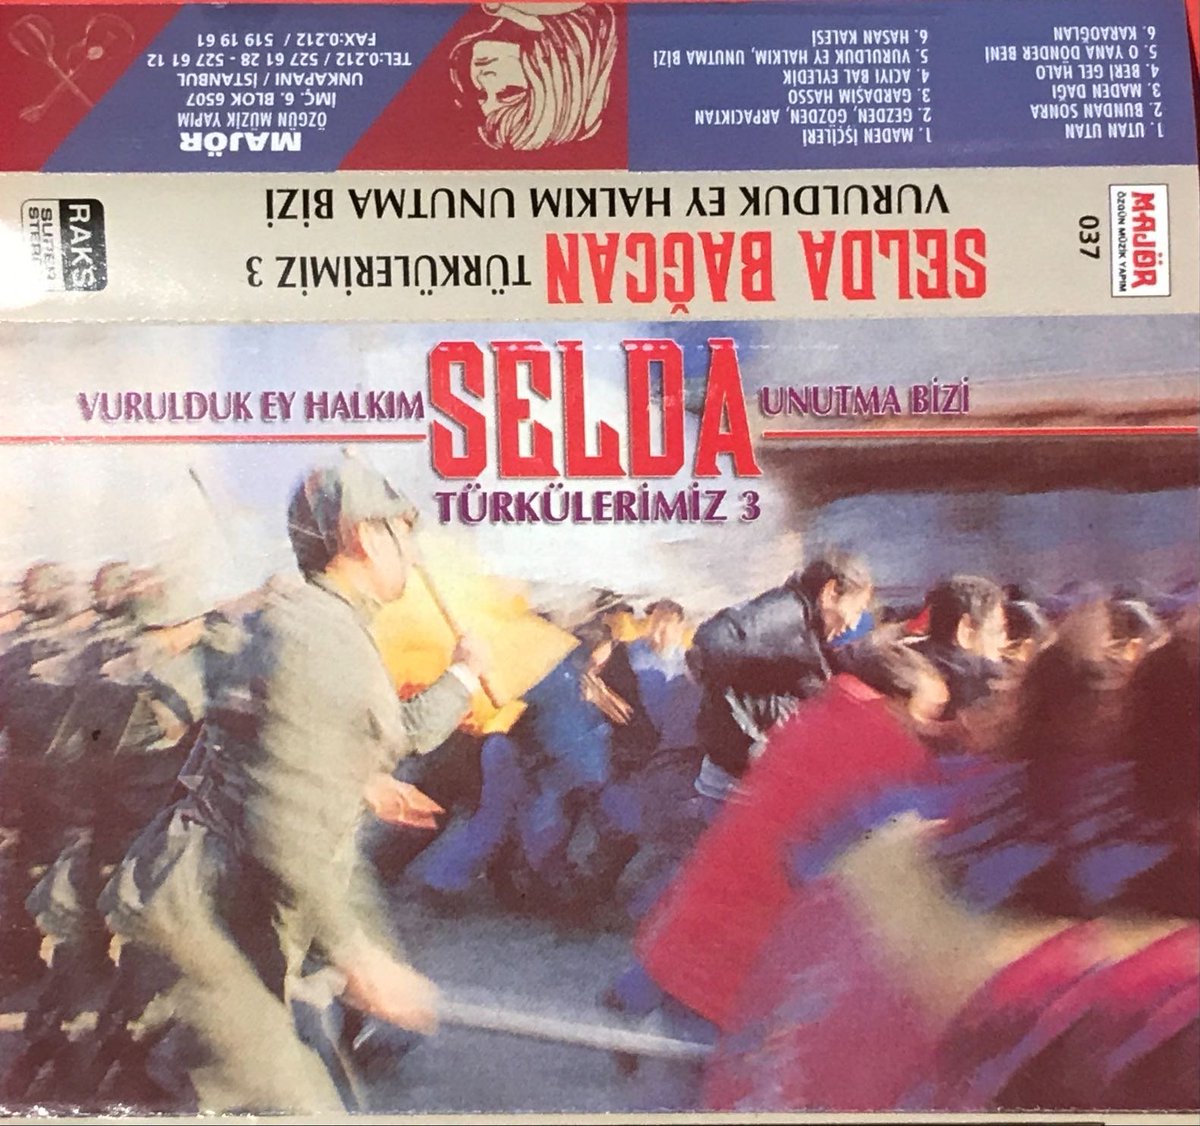 VURULDUK EY HALKIM SELDA UNUTMA BİZİ
TÜRKÜLERİMİZ 3
MAJÖR
ÖZGÜN MÜZİK YAPIM
037
SELDA BAĞCAN TÜRKÜLERİMİZ 3
VURULDUK EY HALKIM UNUTMA BİZİ
RAKS
SUPER
STEREO
1. UTAN UTAN
2. BUNDAN SONRA
3. MADEN DAĞI
4. BERİ GEL HALO
5. O YANA DÖNDER BENİ
6. KARAOĞLAN
1. MADEN İŞÇİLERİ
2. GEZDEN, GÖZDEN, ARPACIKTAN
3. GARDAŞIM HASSO
4. ACIYI BAL EYLEDİK
5. VURULDUK EY HALKIM, UNUTMA BİZİ
6. HASAN KALESİ
MAJÖR
ÖZGÜN MÜZİK YAPIM
İMÇ. 6. BLOK 6507
UNKAPANI / İSTANBUL
TEL:0.212 / 527 61 28 - 527 61 12
FAX:0.212 / 519 19 61